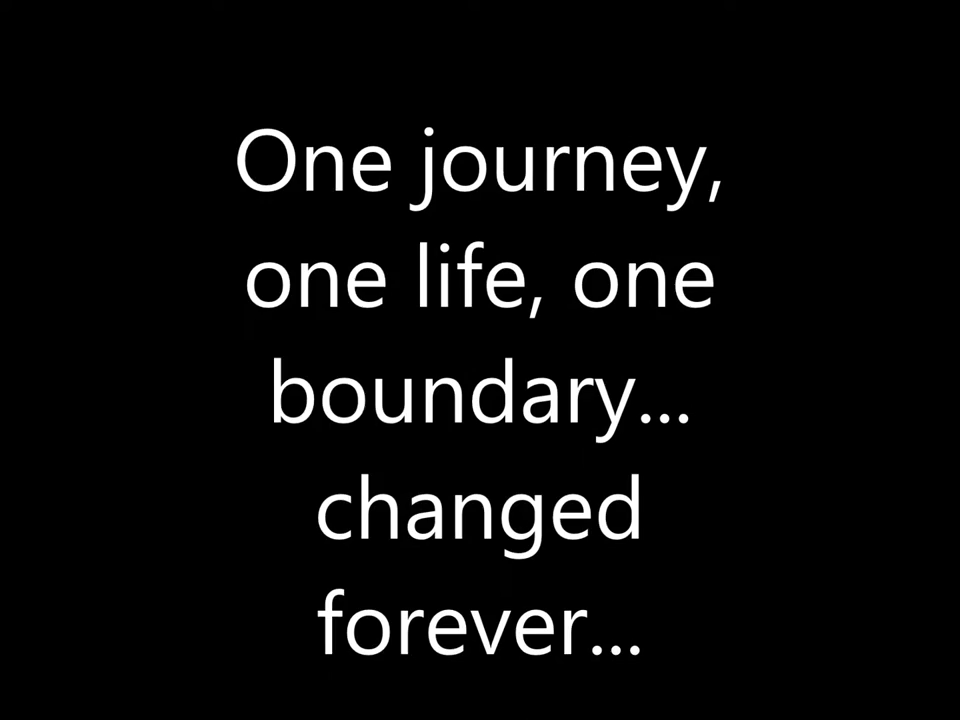 One journey,
one life, one
boundary...
changed
forever...